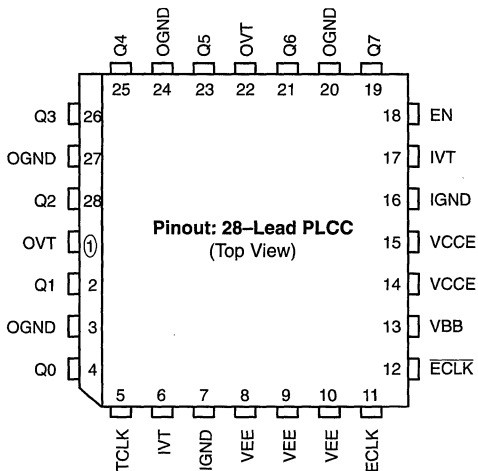 Q4 OGND Q5 OVT Q6 OGND Q7
25 24 23 22 21 20 19
Q3 26 18 EN
OGND 27 17 IVT
Q2 28 16 IGND
Pinout: 28–Lead PLCC
(Top View)
OVT 1 15 VCCE
Q1 2 14 VCCE
OGND 3 13 VBB
Q0 4 12 ECLK
5 6 7 8 9 10 11
TCLK IVT IGND VEE VEE VEE ECLK